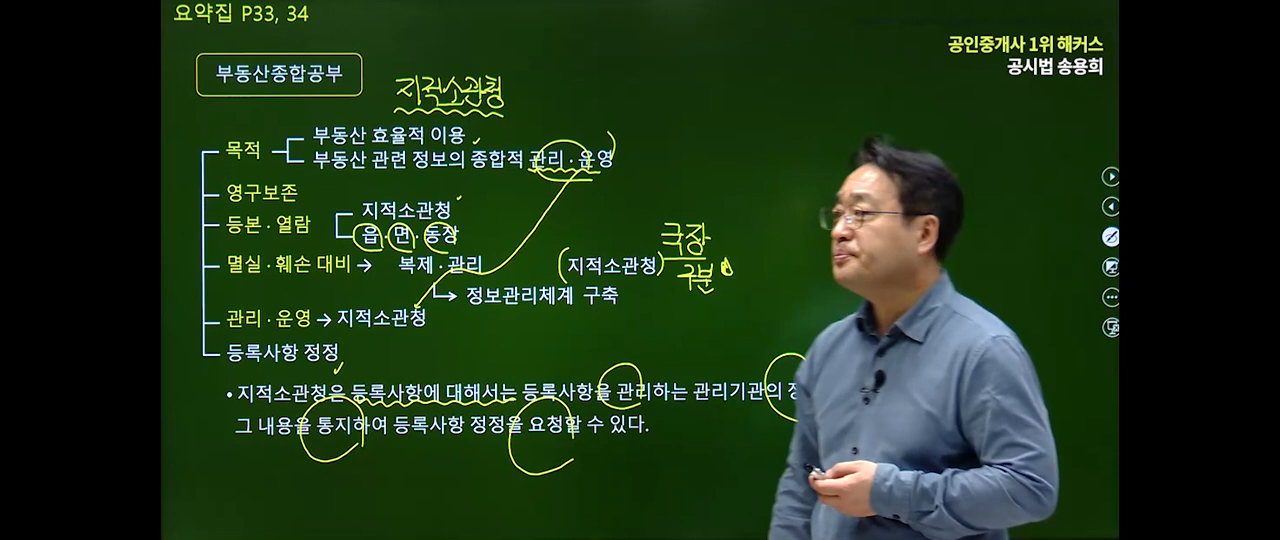 요약집 P33, 34
공인중개사 1위 해커스
공시법 송용희
부동산종합공부
지적소관청
목적
부동산 효율적 이용
부동산 관련 정보의 종합적 관리·운영
영구보존
등본·열람
지적소관청
읍·면·동장
멸실·훼손 대비 → 복제·관리 (지적소관청)
국장
구분
정보관리체계 구축
관리·운영 → 지적소관청
등록사항 정정
• 지적소관청은 등록사항에 대해서는 등록사항을 관리하는 관리기관의 장
그 내용을 통지하여 등록사항 정정을 요청할 수 있다.